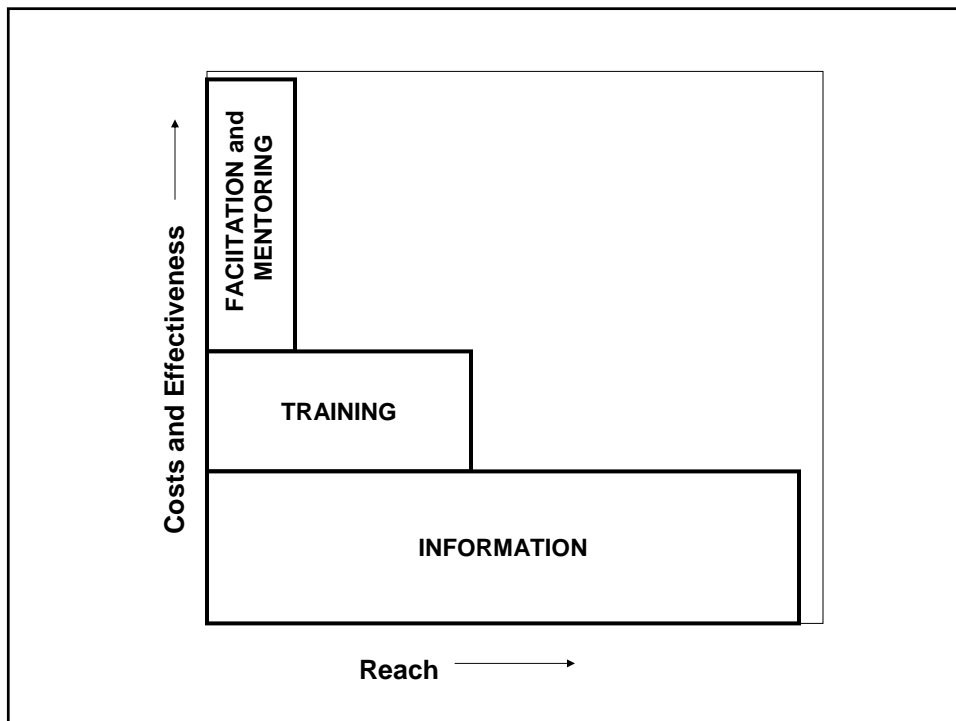 FACIITATION and
MENTORING
Costs and Effectiveness
TRAINING
INFORMATION
Reach